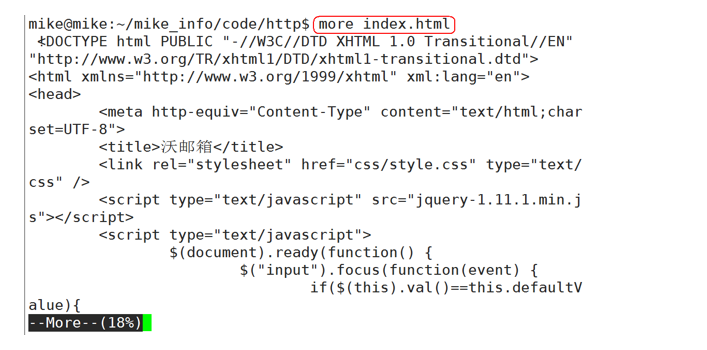 mike@mike:~/mike_info/code/http$ more index.html
<!DOCTYPE html PUBLIC "-//W3C//DTD XHTML 1.0 Transitional//EN"
"http://www.w3.org/TR/xhtml1/DTD/xhtml1-transitional.dtd">
<html xmlns="http://www.w3.org/1999/xhtml" xml:lang="en">
<head>
        <meta http-equiv="Content-Type" content="text/html;char
set=UTF-8">
        <title>沃邮箱</title>
        <link rel="stylesheet" href="css/style.css" type="text/
css" />
        <script type="text/javascript" src="jquery-1.11.1.min.j
s"></script>
        <script type="text/javascript">
                $(document).ready(function() {
                        $("input").focus(function(event) {
                                if($(this).val()==this.defaultV
alue){
--More--(18%)